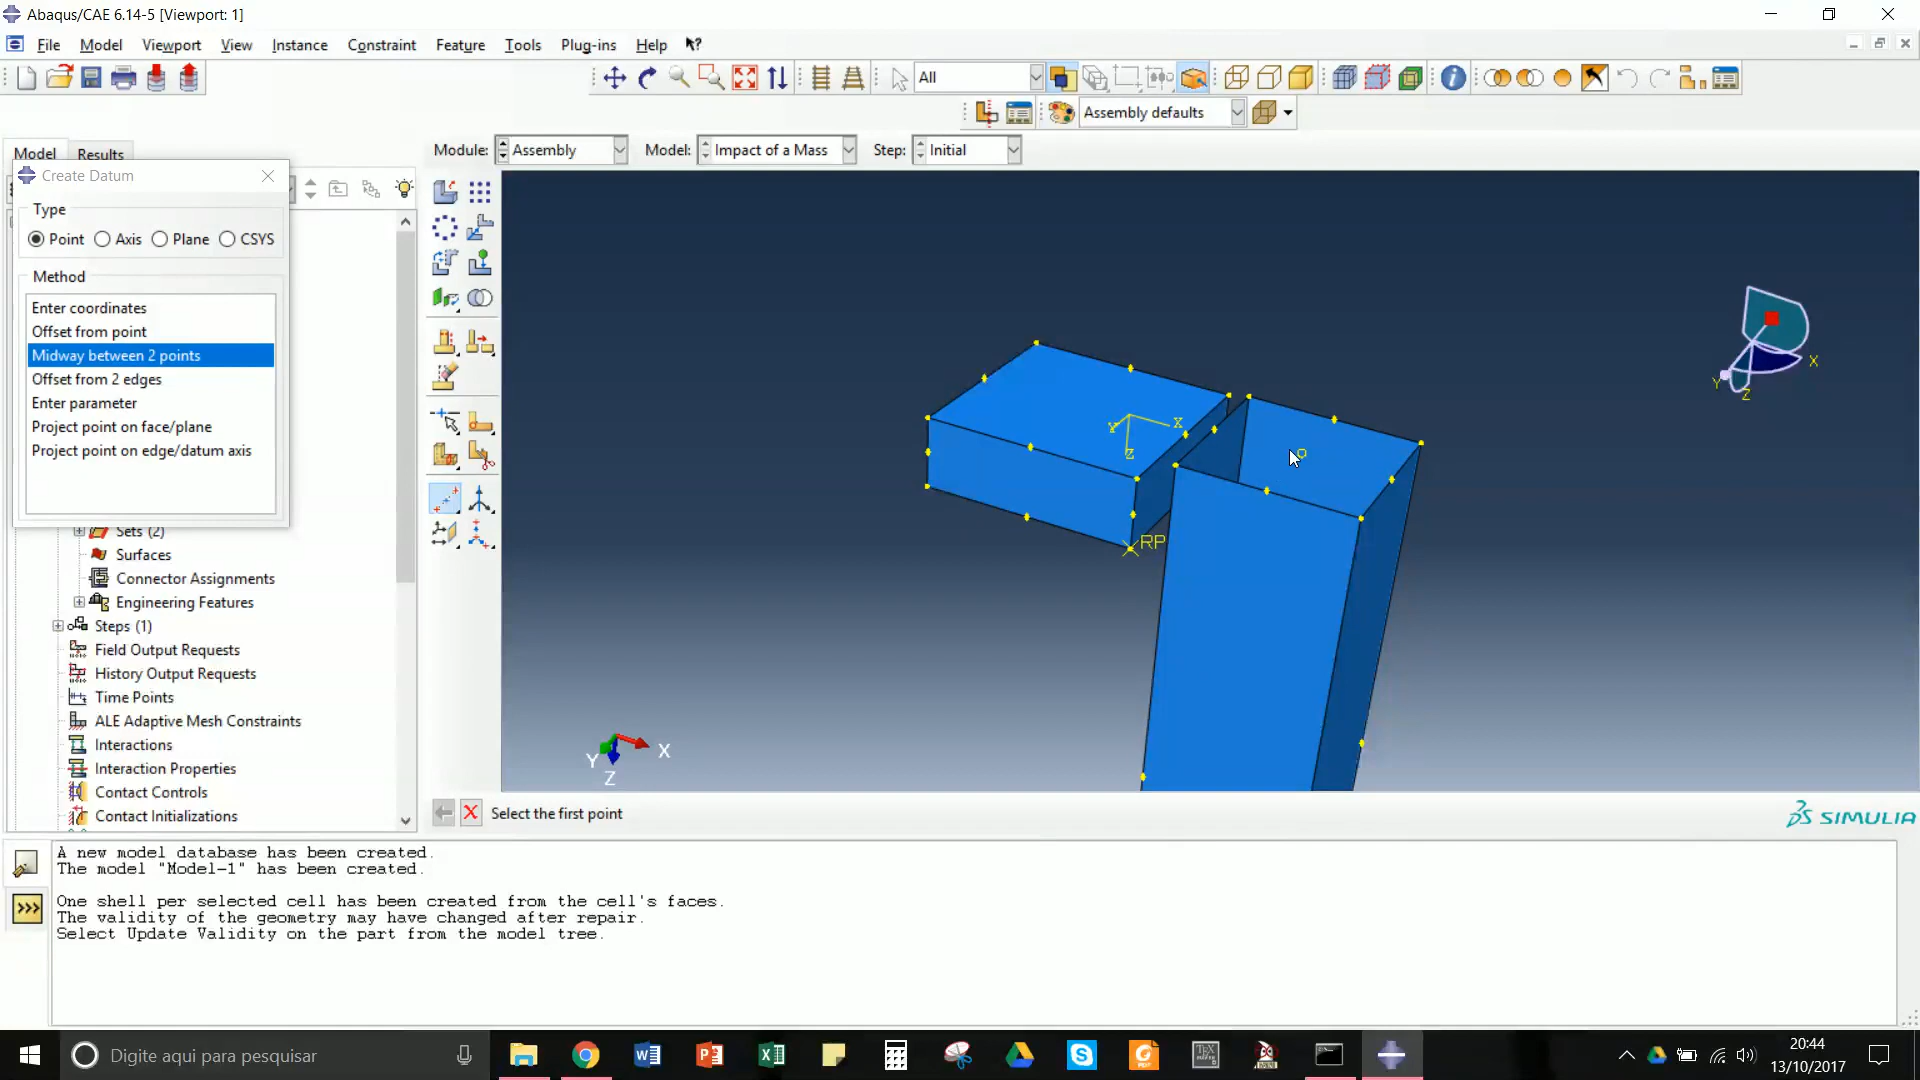 Abaqus/CAE 6.14-5 [Viewport: 1]
File Model Viewport View Instance Constraint Feature Tools Plug-ins Help
All
Assembly defaults
Model Results
Module: Assembly Model: Impact of a Mass Step: Initial
Create Datum
Type
Point Axis Plane CSYS
Method
Enter coordinates
Offset from point
Midway between 2 points
Offset from 2 edges
Enter parameter
Project point on face/plane
Project point on edge/datum axis
Sets (2)
Surfaces
Connector Assignments
Engineering Features
Steps (1)
Field Output Requests
History Output Requests
Time Points
ALE Adaptive Mesh Constraints
Interactions
Interaction Properties
Contact Controls
Contact Initializations
X
Y
Z
Y
X
Z
RP
Y
X
Z
Select the first point
SIMULIA
A new model database has been created.
The model "Model-1" has been created.
One shell per selected cell has been created from the cell's faces.
The validity of the geometry may have changed after repair.
Select Update Validity on the part from the model tree.
>>>
Digite aqui para pesquisar
20:44
13/10/2017